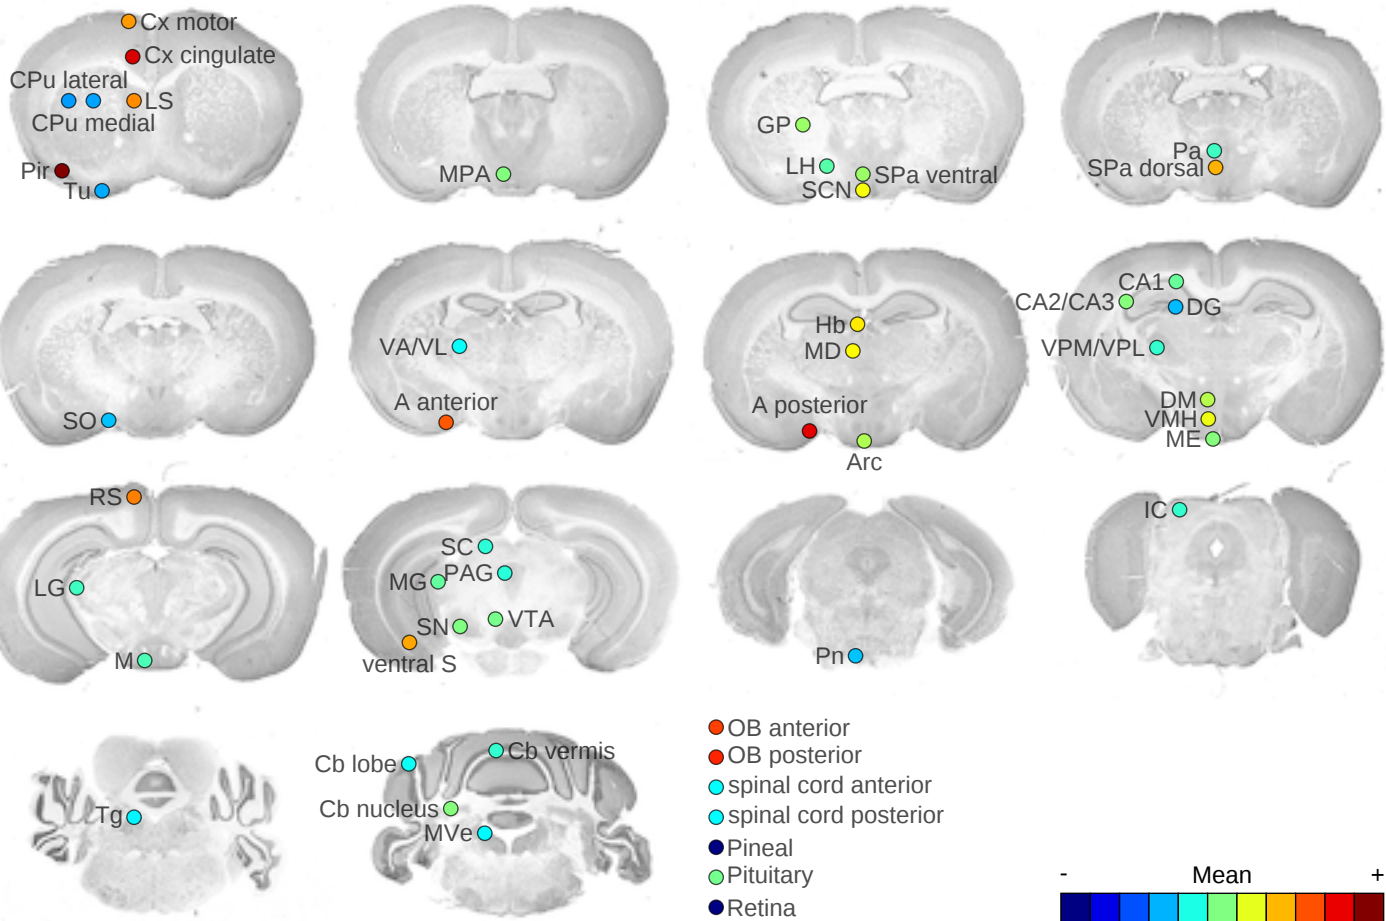 Cx motor
Cx cingulate
CPu lateral
LS
CPu medial
Pir
Tu
MPA
GP
LH
SPa ventral
SCN
Pa
SPa dorsal
SO
VA/VL
A anterior
Hb
MD
A posterior
Arc
CA1
CA2/CA3
DG
VPM/VPL
DM
VMH
ME
RS
LG
M
SC
PAG
MG
SN
VTA
ventral S
Pn
IC
Tg
Cb lobe
Cb vermis
Cb nucleus
MVe
OB anterior
OB posterior
spinal cord anterior
spinal cord posterior
Pineal
Pituitary
Retina
- Mean +